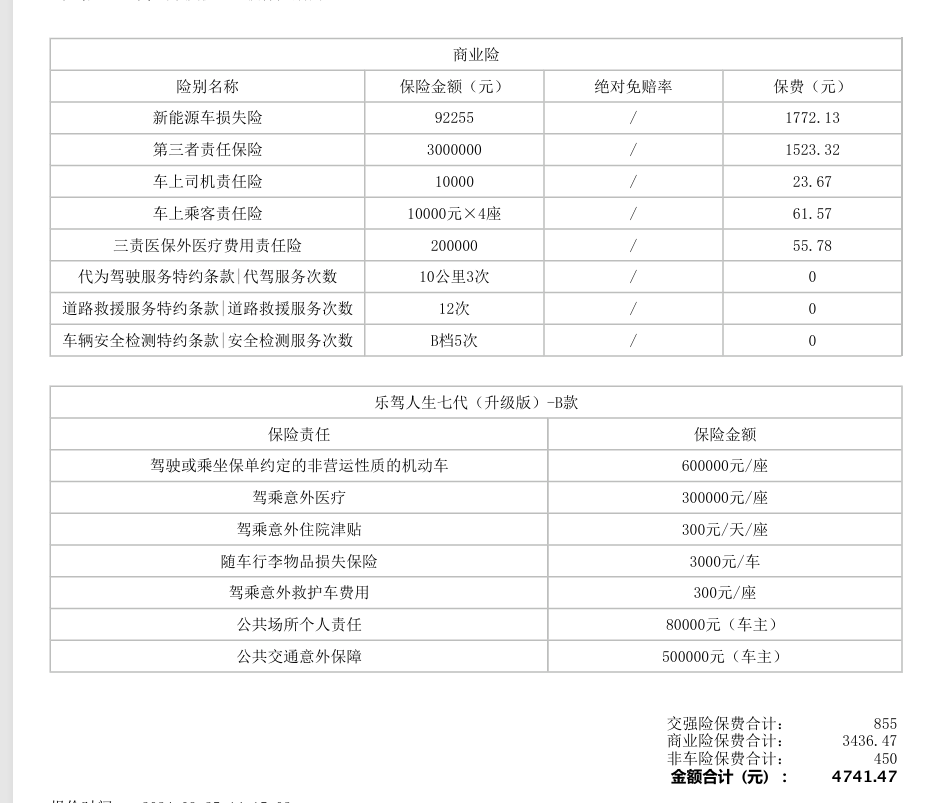 商业险
险别名称 保险金额（元） 绝对免赔率 保费（元）
新能源车损失险 92255 / 1772.13
第三者责任保险 3000000 / 1523.32
车上司机责任险 10000 / 23.67
车上乘客责任险 10000元×4座 / 61.57
三责医保外医疗费用责任险 200000 / 55.78
代为驾驶服务特约条款|代驾服务次数 10公里3次 / 0
道路救援服务特约条款|道路救援服务次数 12次 / 0
车辆安全检测特约条款|安全检测服务次数 B档5次 / 0
乐驾人生七代（升级版）-B款
保险责任 保险金额
驾驶或乘坐保单约定的非营运性质的机动车 600000元/座
驾乘意外医疗 300000元/座
驾乘意外住院津贴 300元/天/座
随车行李物品损失保险 3000元/车
驾乘意外救护车费用 300元/座
公共场所个人责任 80000元（车主）
公共交通意外保障 500000元（车主）
交强险保费合计： 855
商业险保费合计： 3436.47
非车险保费合计： 450
金额合计（元）： 4741.47